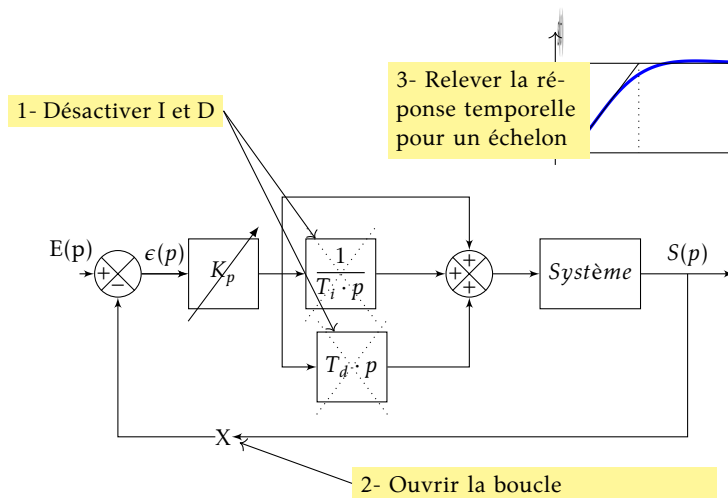 3- Relever la ré-
ponse temporelle
pour un échelon
1- Désactiver I et D
E(p)
+
−
ϵ(p)
K_p
1
T_i · p
T_d · p
+
+
+
Système
S(p)
X
2- Ouvrir la boucle